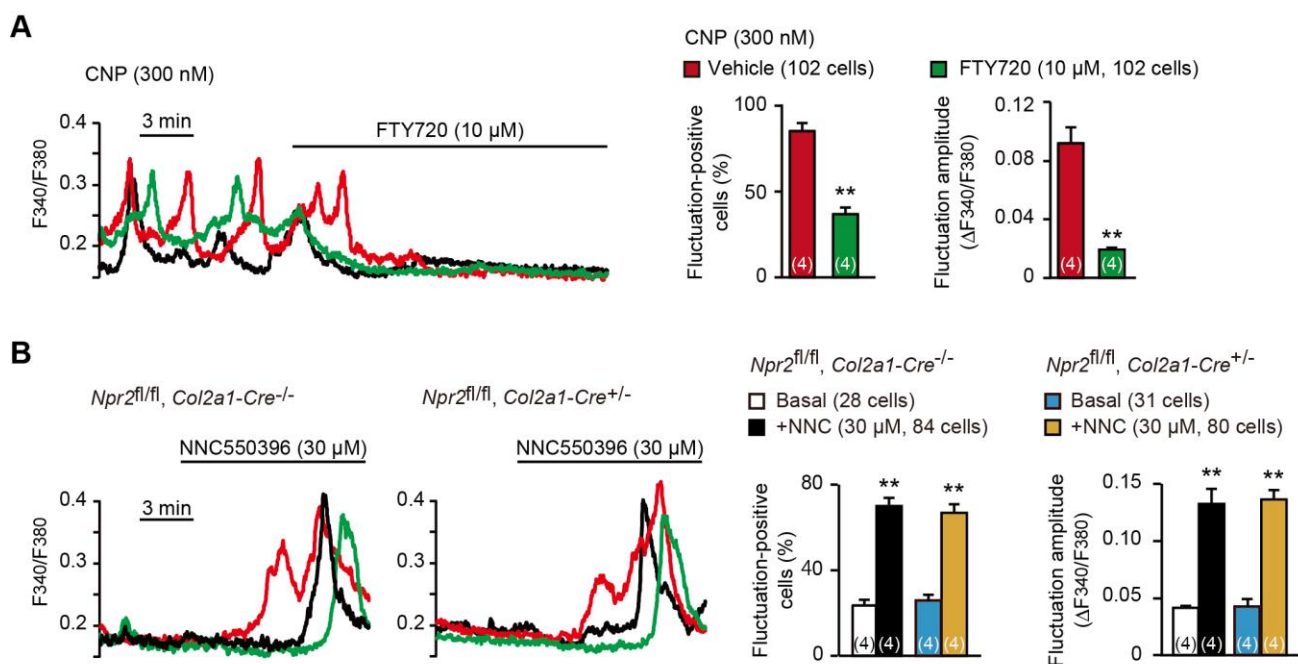 A
CNP (300 nM)
3 min
FTY720 (10 µM)
0.4
0.3
0.2
F340/F380
CNP (300 nM)
Vehicle (102 cells)
FTY720 (10 µM, 102 cells)
100
50
0
Fluctuation-positive
cells (%)
**
(4)
(4)
0.12
0.08
0.04
0
Fluctuation amplitude
(ΔF340/F380)
**
(4)
(4)
B
Npr2fl/fl, Col2a1-Cre-/-
NNC550396 (30 µM)
3 min
0.4
0.3
0.2
F340/F380
Npr2fl/fl, Col2a1-Cre+/-
NNC550396 (30 µM)
0.4
0.3
0.2
Npr2fl/fl, Col2a1-Cre-/-
Basal (28 cells)
+NNC (30 µM, 84 cells)
Npr2fl/fl, Col2a1-Cre+/-
Basal (31 cells)
+NNC (30 µM, 80 cells)
80
40
0
Fluctuation-positive
cells (%)
**
**
(4)
(4)
(4)
(4)
0.15
0.10
0.05
0
Fluctuation amplitude
(ΔF340/F380)
**
**
(4)
(4)
(4)
(4)